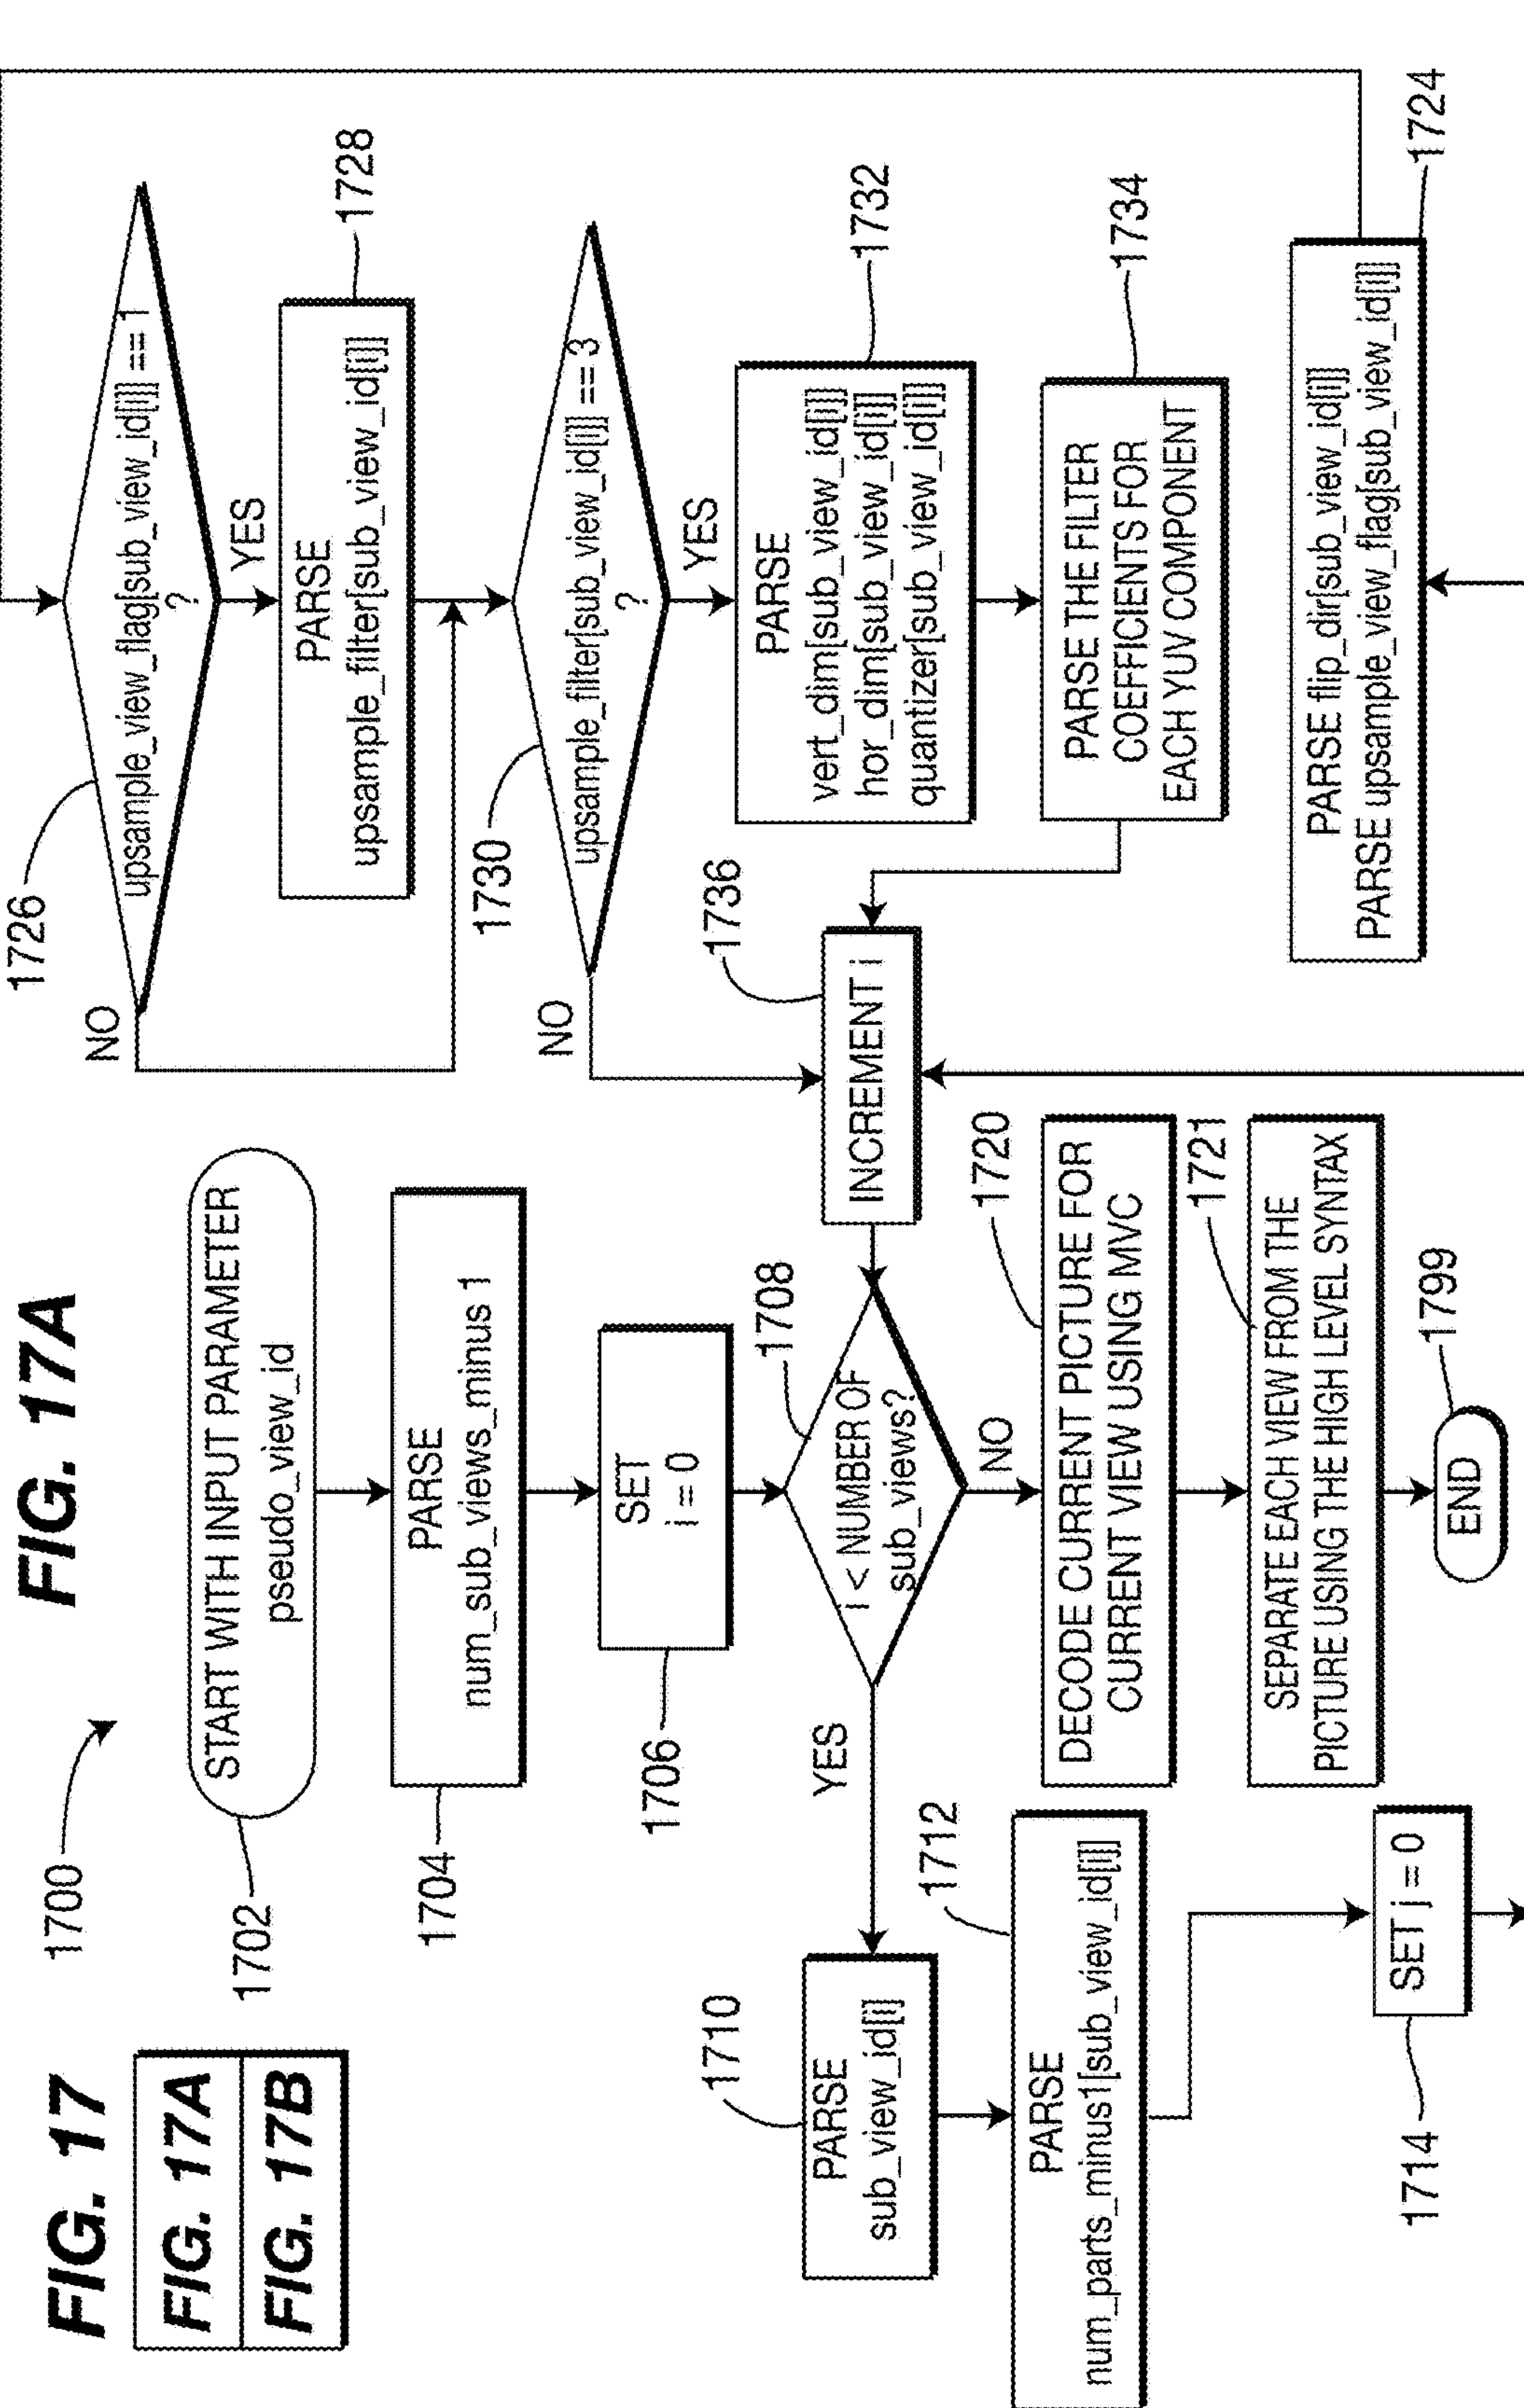 FIG. 17
FIG. 17A
FIG. 17B
FIG. 17A
1700
1702
START WITH INPUT PARAMETER
pseudo_view_id
1704
PARSE
num_sub_views_minus 1
1706
SET
i = 0
1708
i < NUMBER OF
sub_views?
YES
NO
1710
PARSE
sub_view_id[i]
1712
PARSE
num_parts_minus1[sub_view_id[i]]
1714
SET j = 0
1720
DECODE CURRENT PICTURE FOR
CURRENT VIEW USING MVC
1721
SEPARATE EACH VIEW FROM THE
PICTURE USING THE HIGH LEVEL SYNTAX
END
1799
1726
upsample_view_flag[sub_view_id[i]] == 1
?
NO
YES
1728
PARSE
upsample_filter[sub_view_id[i]]
1730
upsample_filter[sub_view_id[i]] == 3
?
NO
YES
1732
PARSE
vert_dim[sub_view_id[i]]
hor_dim[sub_view_id[i]]
quantizer[sub_view_id[i]]
1734
PARSE THE FILTER
COEFFICIENTS FOR
EACH YUV COMPONENT
1736
INCREMENT i
1724
PARSE flip_dir[sub_view_id[i]]
PARSE upsample_view_flag[sub_view_id[i]]